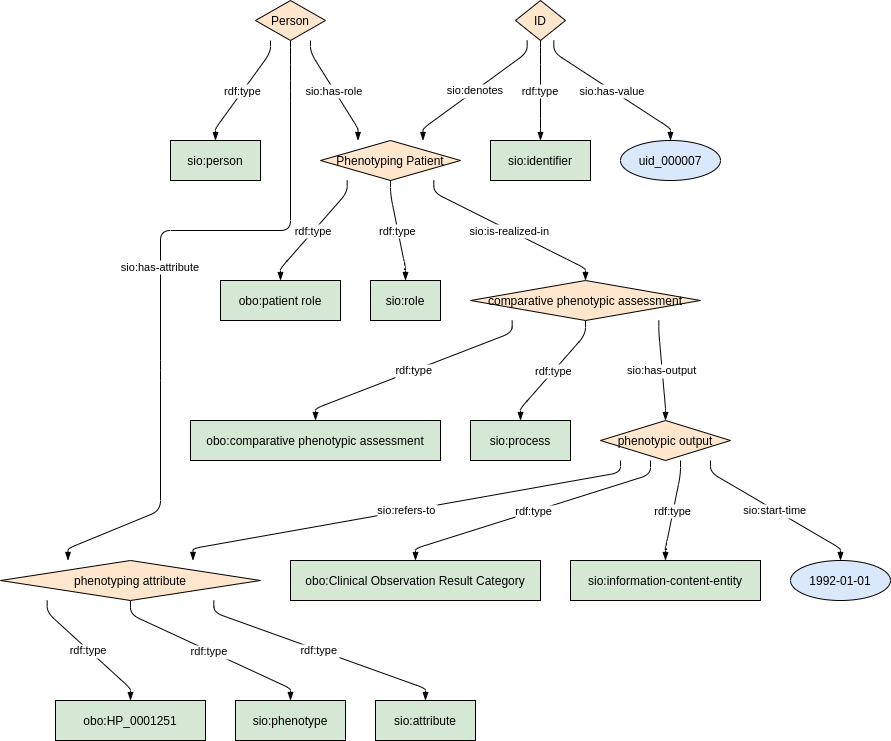 Person
ID
rdf:type
sio:has-role
sio:denotes
rdf:type
sio:has-value
sio:person
Phenotyping Patient
sio:identifier
uid_000007
rdf:type
rdf:type
sio:is-realized-in
sio:has-attribute
obo:patient role
sio:role
comparative phenotypic assessment
rdf:type
rdf:type
sio:has-output
obo:comparative phenotypic assessment
sio:process
phenotypic output
sio:refers-to
rdf:type
rdf:type
sio:start-time
phenotyping attribute
obo:Clinical Observation Result Category
sio:information-content-entity
1992-01-01
rdf:type
rdf:type
rdf:type
obo:HP_0001251
sio:phenotype
sio:attribute